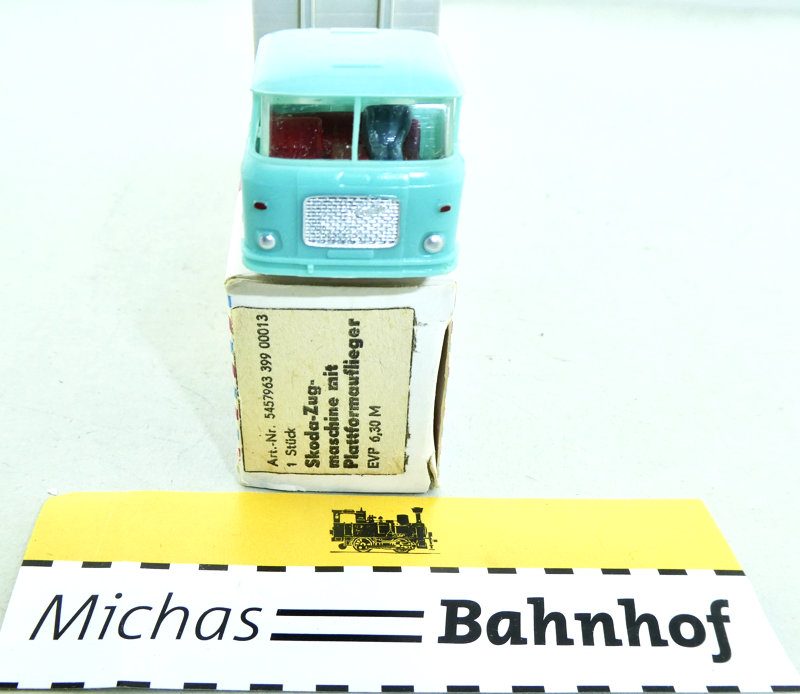 Art.-Nr. 5457963 399 00013
1 Stück
Skoda-Zug-
maschine mit
Plattformauflieger
EVP 6,30 M
Michas Bahnhof